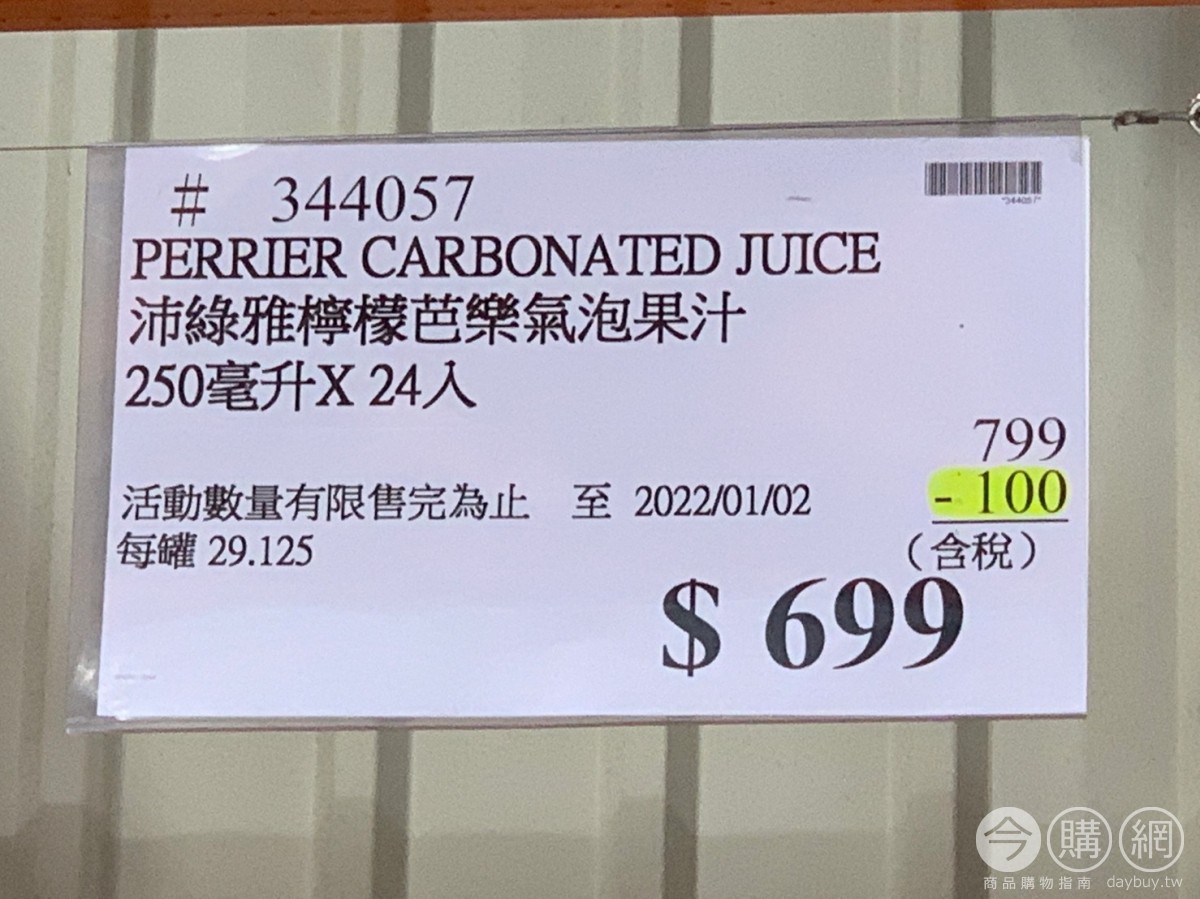 # 344057
*344057*
PERRIER CARBONATED JUICE
沛綠雅檸檬芭樂氣泡果汁
250毫升X 24入
799
- 100
活動數量有限售完為止 至 2022/01/02
每罐 29.125
(含稅)
$ 699
今購網
商品購物指南 daybuy.tw